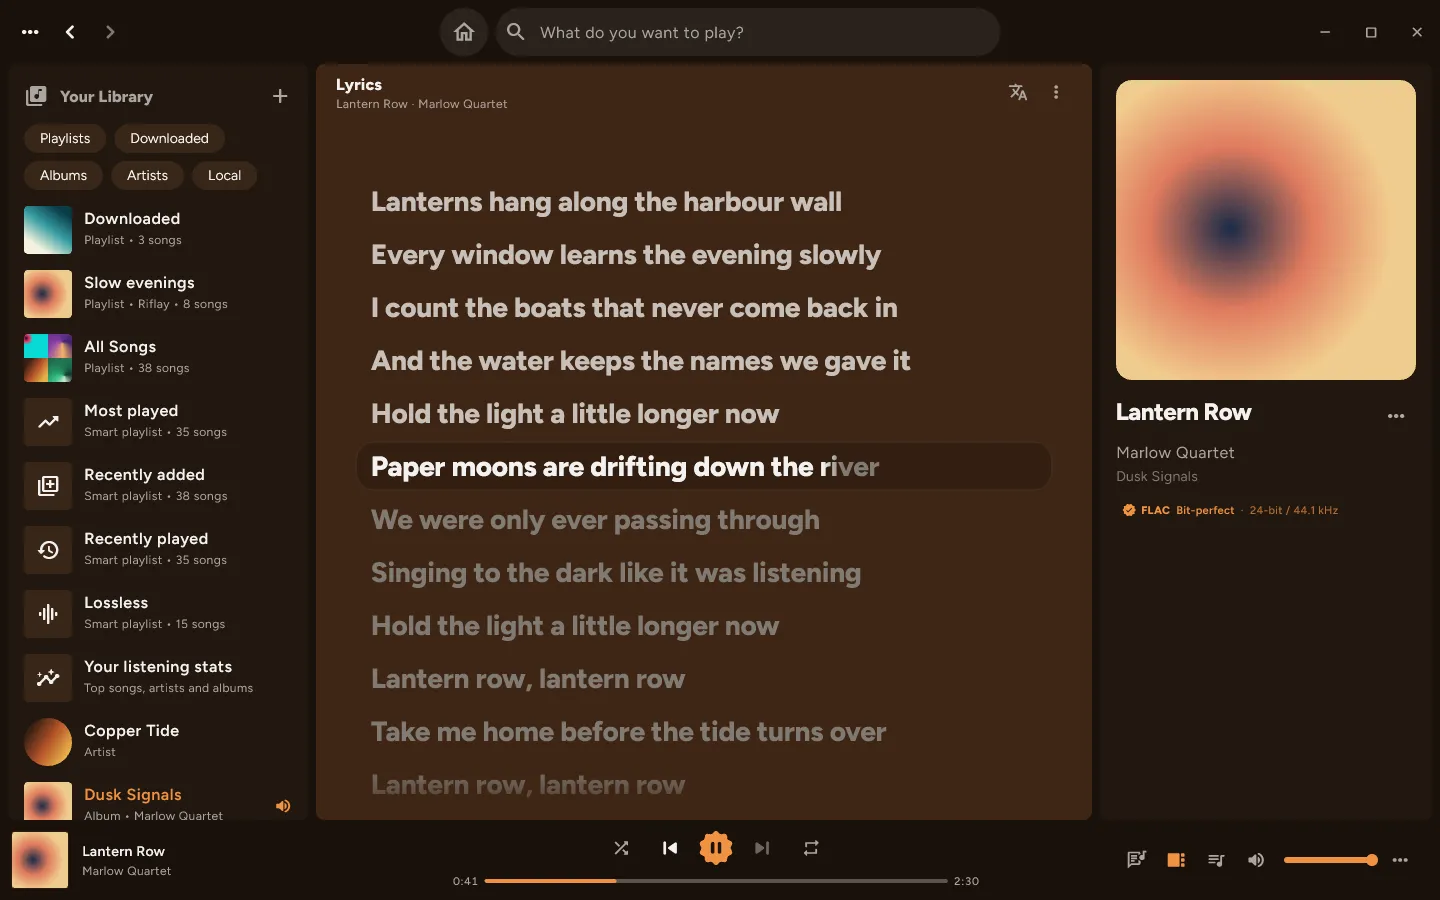 What do you want to play?
Your Library
Playlists
Downloaded
Albums
Artists
Local
Downloaded
Playlist • 3 songs
Slow evenings
Playlist • Riflay • 8 songs
All Songs
Playlist • 38 songs
Most played
Smart playlist • 35 songs
Recently added
Smart playlist • 38 songs
Recently played
Smart playlist • 35 songs
Lossless
Smart playlist • 15 songs
Your listening stats
Top songs, artists and albums
Copper Tide
Artist
Dusk Signals
Album • Marlow Quartet
Lyrics
Lantern Row · Marlow Quartet
Lanterns hang along the harbour wall
Every window learns the evening slowly
I count the boats that never come back in
And the water keeps the names we gave it
Hold the light a little longer now
Paper moons are drifting down the river
We were only ever passing through
Singing to the dark like it was listening
Hold the light a little longer now
Lantern row, lantern row
Take me home before the tide turns over
Lantern row, lantern row
Lantern Row
Marlow Quartet
Dusk Signals
FLAC Bit-perfect · 24-bit / 44.1 kHz
Lantern Row
Marlow Quartet
0:41
2:30